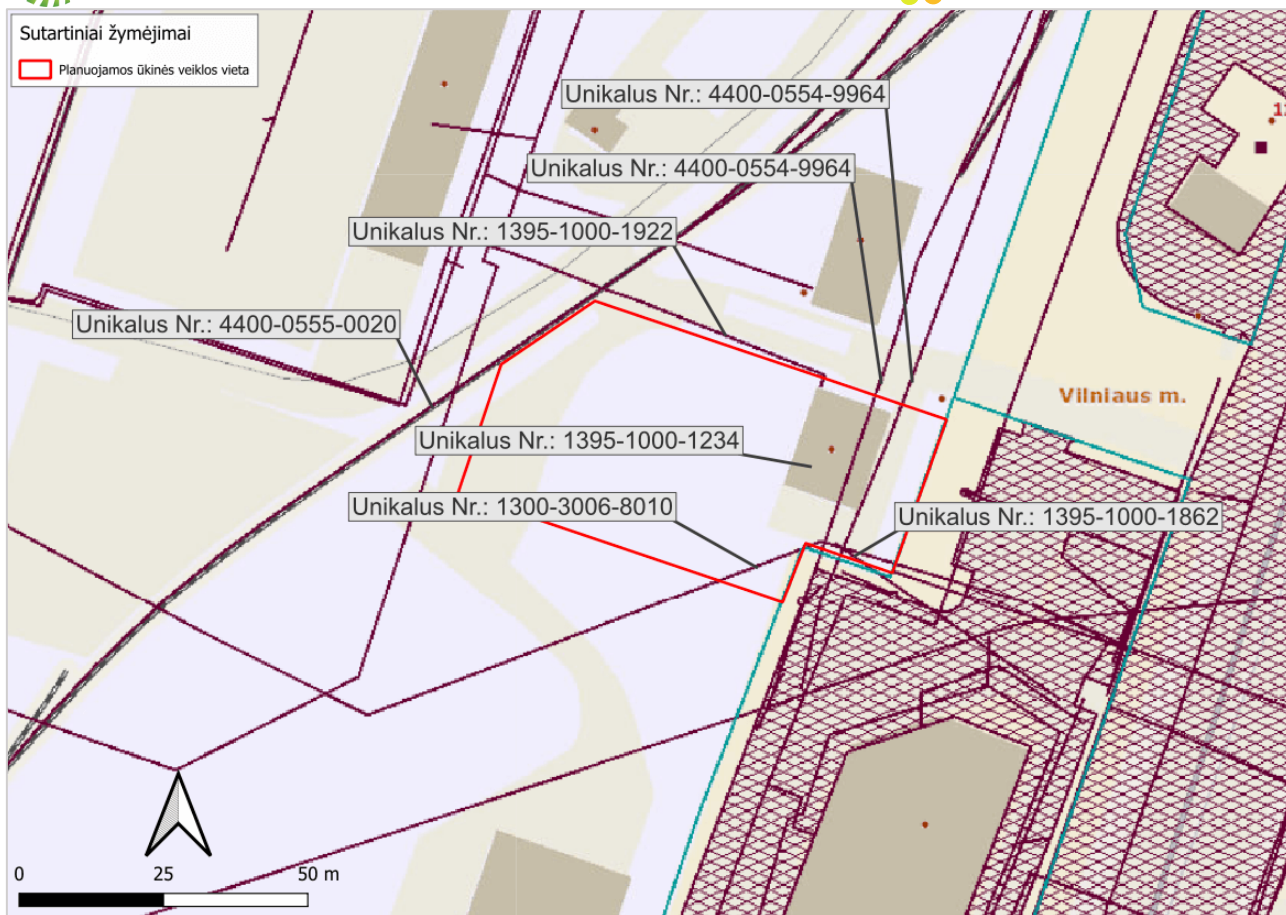 Sutartiniai žymėjimai
Planuojamos ūkinės veiklos vieta
Unikalus Nr.: 4400-0554-9964
Unikalus Nr.: 4400-0554-9964
Unikalus Nr.: 1395-1000-1922
Unikalus Nr.: 4400-0555-0020
Vilniaus m.
Unikalus Nr.: 1395-1000-1234
Unikalus Nr.: 1300-3006-8010
Unikalus Nr.: 1395-1000-1862
0 25 50 m